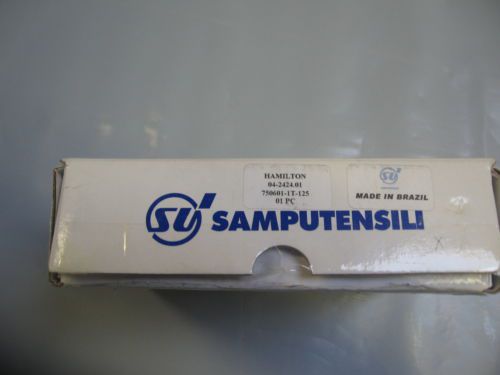 HAMILTON
04-2424.01
750601-1T-125
01 PC
SU
MADE IN BRAZIL
SU SAMPUTENSILI
X